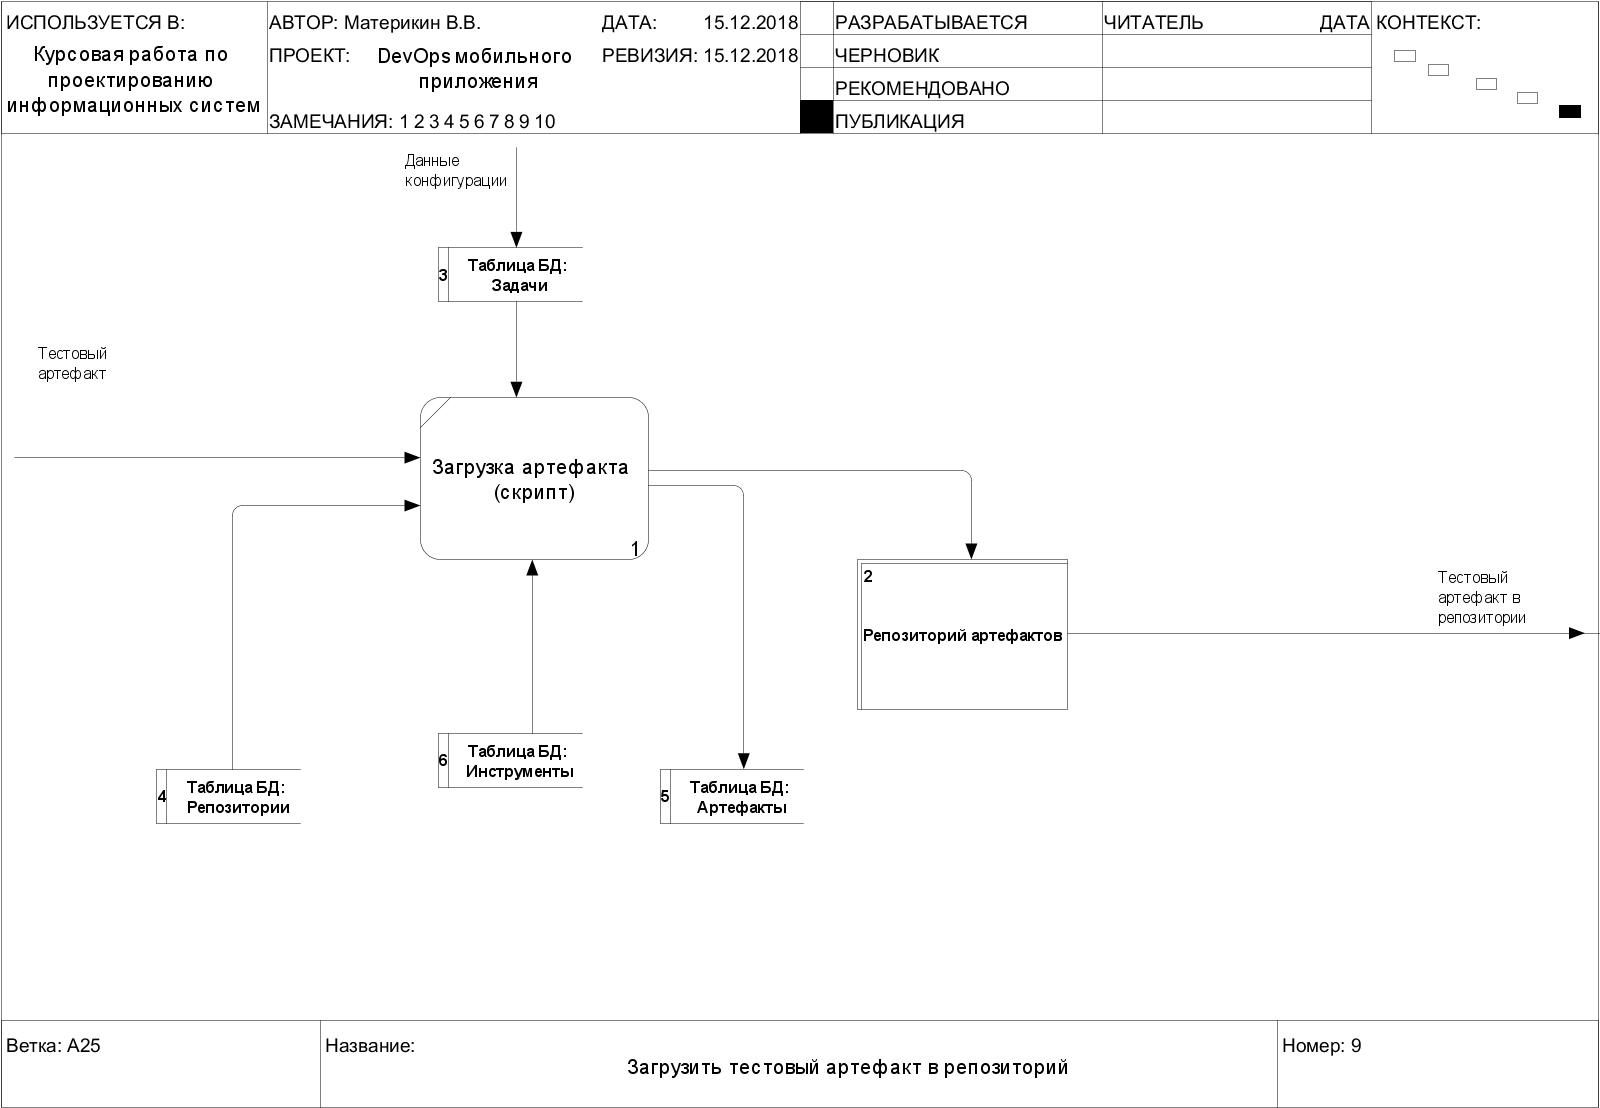 ИСПОЛЬЗУЕТСЯ В:
Курсовая работа по
проектированию
информационных систем
АВТОР: Материкин В.В.
ДАТА: 15.12.2018
ПРОЕКТ: DevOps мобильного
приложения
РЕВИЗИЯ: 15.12.2018
ЗАМЕЧАНИЯ: 1 2 3 4 5 6 7 8 9 10
РАЗРАБАТЫВАЕТСЯ
ЧЕРНОВИК
РЕКОМЕНДОВАНО
ПУБЛИКАЦИЯ
ЧИТАТЕЛЬ ДАТА
КОНТЕКСТ:
Данные
конфигурации
3
Таблица БД:
Задачи
Тестовый
артефакт
Загрузка артефакта
(скрипт)
1
2
Репозиторий артефактов
Тестовый
артефакт в
репозитории
4
Таблица БД:
Репозитории
6
Таблица БД:
Инструменты
5
Таблица БД:
Артефакты
Ветка: A25
Название:
Загрузить тестовый артефакт в репозиторий
Номер: 9